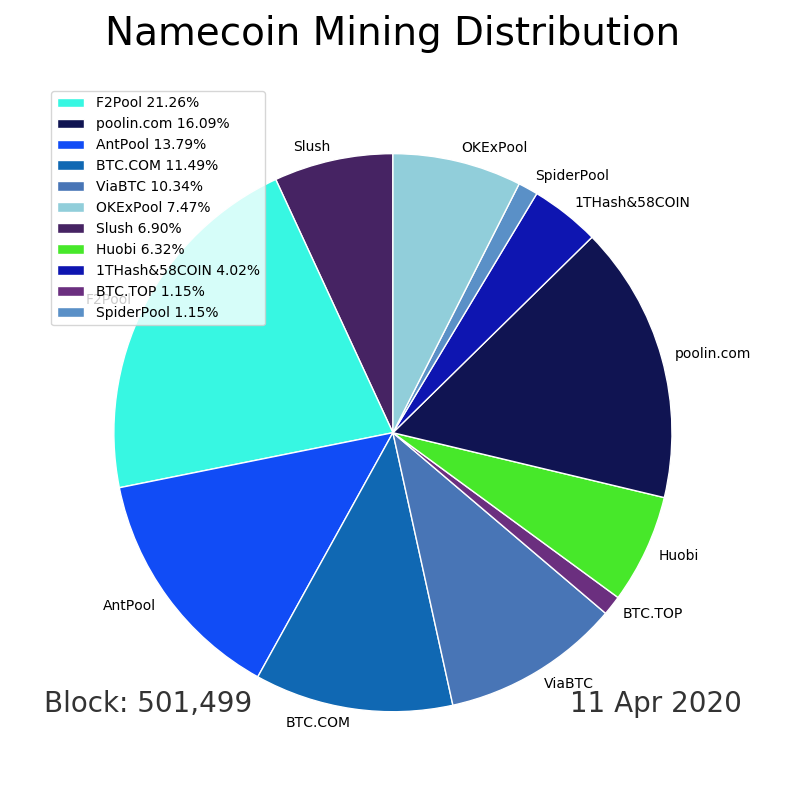 Namecoin Mining Distribution
F2Pool 21.26%
poolin.com 16.09%
AntPool 13.79%
BTC.COM 11.49%
ViaBTC 10.34%
OKExPool 7.47%
Slush 6.90%
Huobi 6.32%
1THash&58COIN 4.02%
BTC.TOP 1.15%
SpiderPool 1.15%
Slush
OKExPool
SpiderPool
1THash&58COIN
F2Pool
poolin.com
Huobi
AntPool
BTC.TOP
ViaBTC
BTC.COM
Block: 501,499
11 Apr 2020